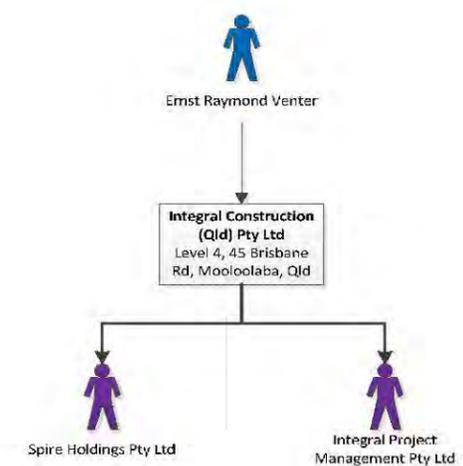 Ernst Raymond Venter
Integral Construction
(Qld) Pty Ltd
Level 4, 45 Brisbane
Rd, Mooloolaba, Qld
Spire Holdings Pty Ltd
Integral Project
Management Pty Ltd